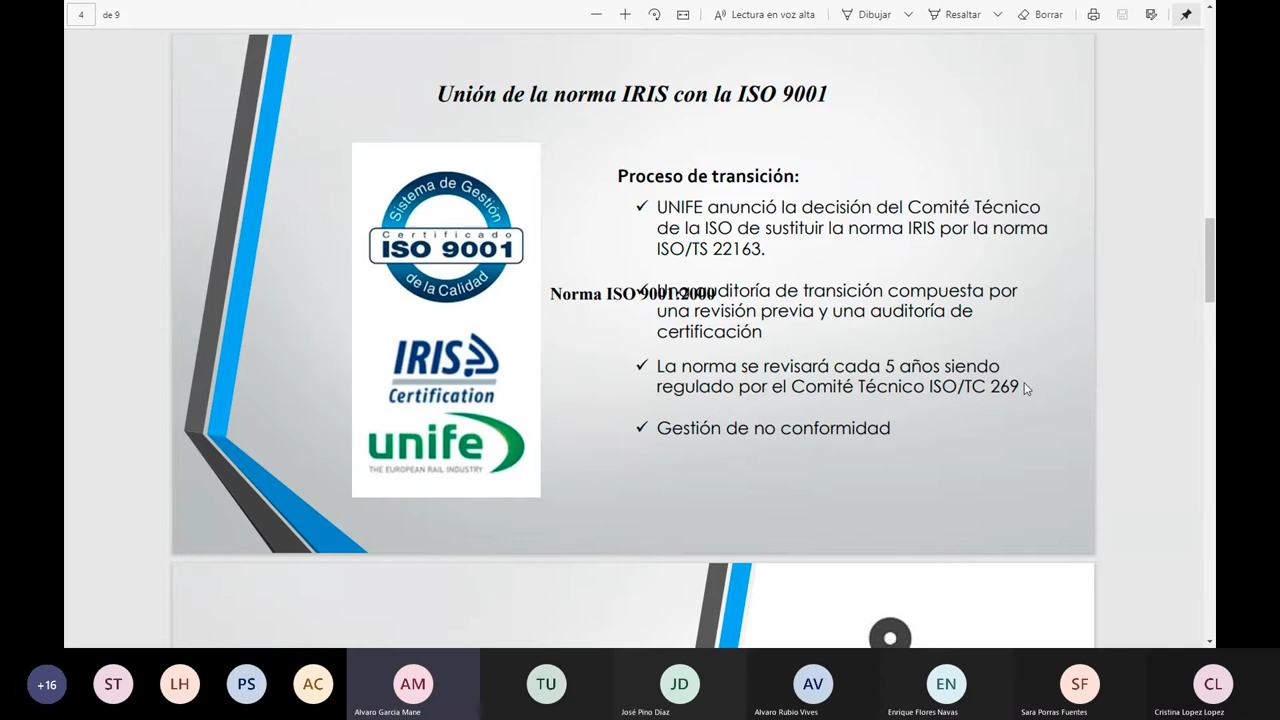 4 de 9
Lectura en voz alta
Dibujar
Resaltar
Borrar
Unión de la norma IRIS con la ISO 9001
Sistema de Gestión
Certificado
ISO 9001
de la Calidad
IRIS
Certification
unife
THE EUROPEAN RAIL INDUSTRY
Norma ISO 9001:2000
Proceso de transición:
UNIFE anunció la decisión del Comité Técnico
de la ISO de sustituir la norma IRIS por la norma
ISO/TS 22163.
auditoría de transición compuesta por
una revisión previa y una auditoría de
certificación
La norma se revisará cada 5 años siendo
regulado por el Comité Técnico ISO/TC 269
Gestión de no conformidad
+16
ST
LH
PS
AC
AM
TU
JD
AV
EN
SF
CL
Alvaro Garcia Mane
José Pino Díaz
Alvaro Rubio Vives
Enrique Flores Navas
Sara Porras Fuentes
Cristina Lopez Lopez